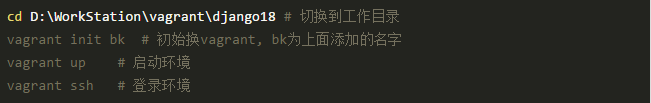 cd D:\WorkStation\vagrant\django18 # 切换到工作目录
vagrant init bk  # 初始换vagrant, bk为上面添加的名字
vagrant up    # 启动环境
vagrant ssh   # 登录环境